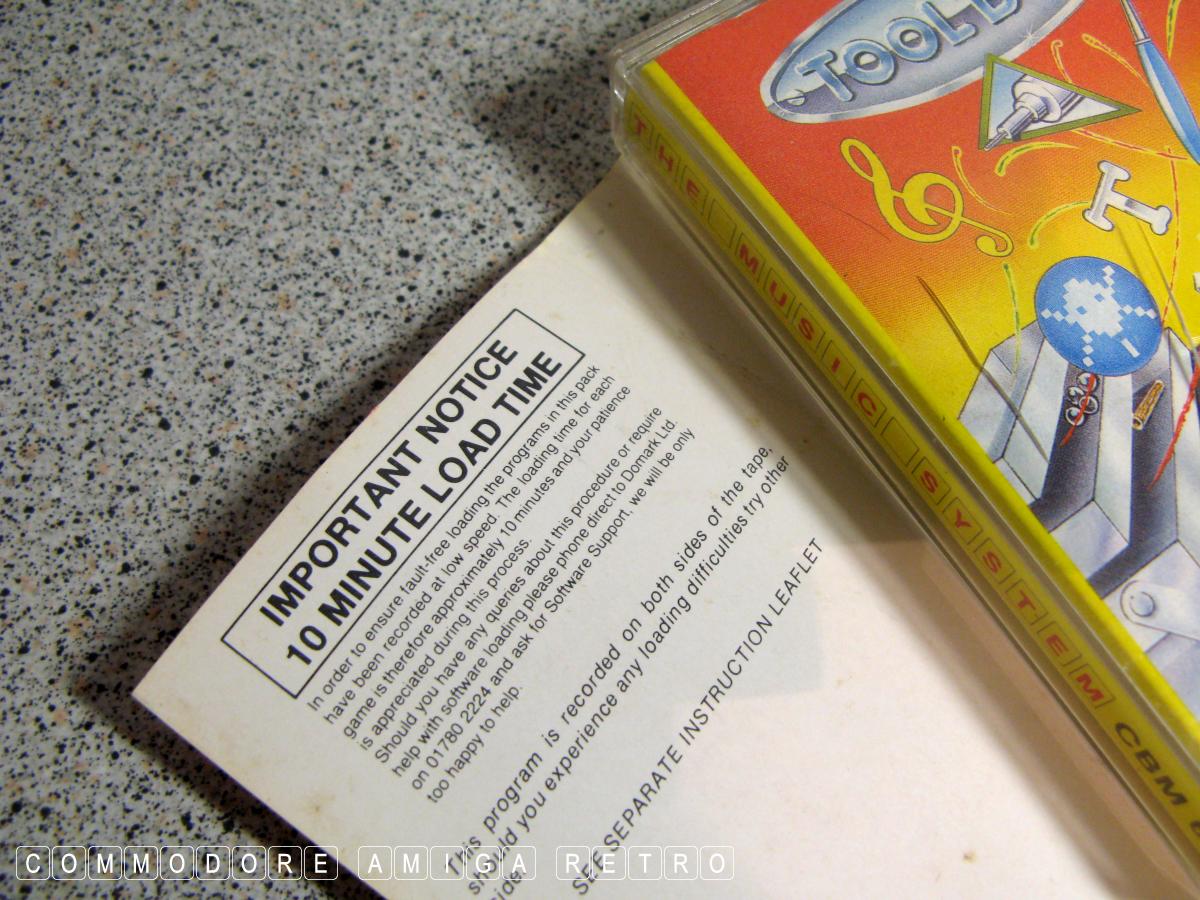 TOOL
THE MUSIC SYSTEM CBM
IMPORTANT NOTICE
10 MINUTE LOAD TIME
In order to ensure fault-free loading the programs in this pack
have been recorded at low speed. The loading time for each
game is therefore approximately 10 minutes and your patience
is appreciated during this process.
Should you have any queries about this procedure or require
help with software loading please phone direct to Domark Ltd.
on 01780 2224 and ask for Software Support, we will be only
too happy to help.
This program is recorded on both sides of the tape,
should you experience any loading difficulties try other
side
SEE SEPARATE INSTRUCTION LEAFLET
COMMODORE AMIGA RETRO